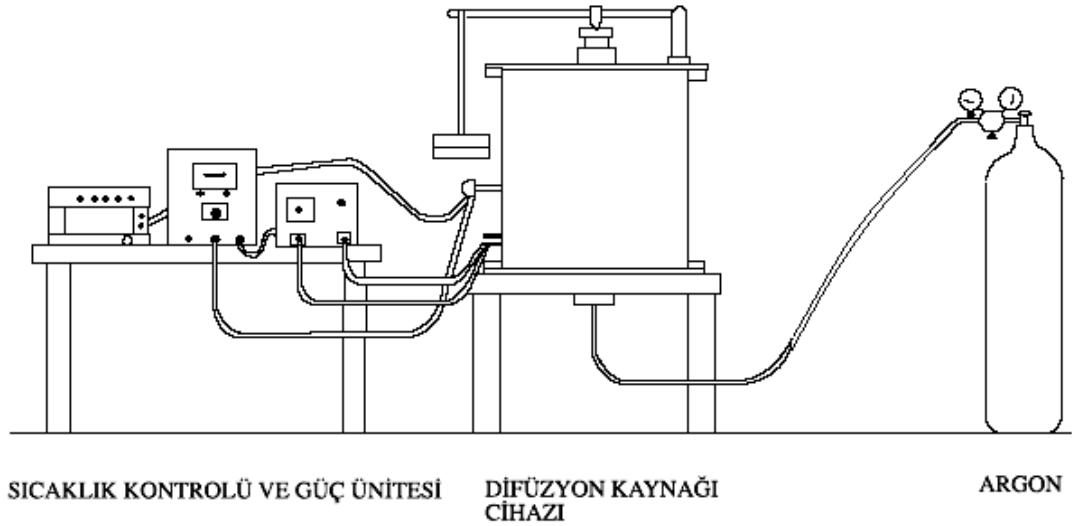 SICAKLIK KONTROLÜ VE GÜÇ ÜNİTESİ
DİFÜZYON KAYNAĞI
CİHAZI
ARGON